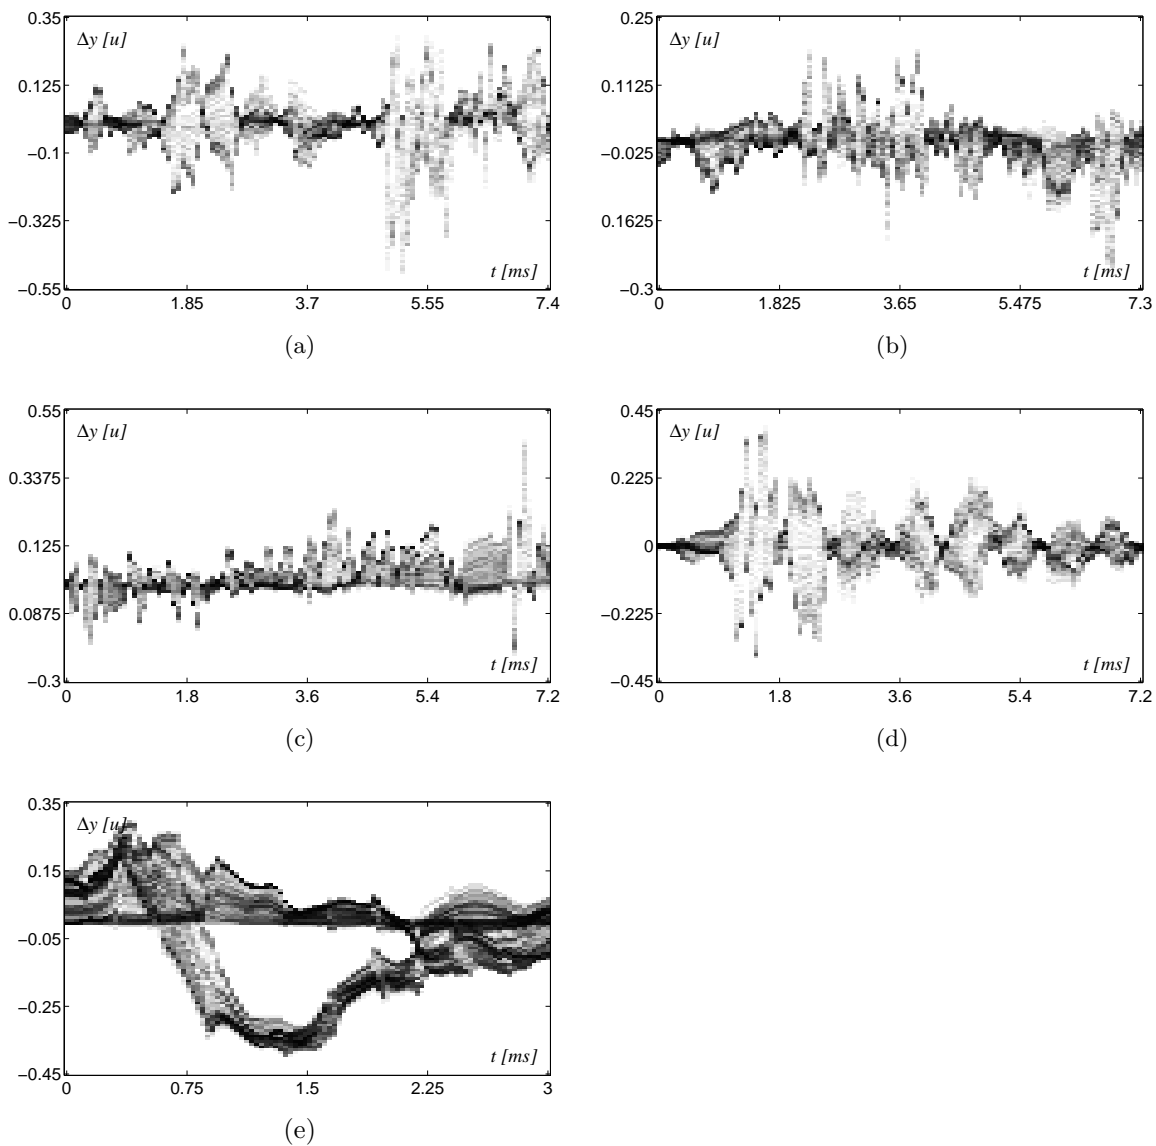 0.35
Δy [u]
0.125
−0.1
−0.325
t [ms]
−0.55
0 1.85 3.7 5.55 7.4
(a)
0.25
Δy [u]
0.1125
−0.025
0.1625
t [ms]
−0.3
0 1.825 3.65 5.475 7.3
(b)
0.55
Δy [u]
0.3375
0.125
0.0875
t [ms]
−0.3
0 1.8 3.6 5.4 7.2
(c)
0.45
Δy [u]
0.225
0
−0.225
t [ms]
−0.45
0 1.8 3.6 5.4 7.2
(d)
0.35
Δy [u]
0.15
−0.05
−0.25
t [ms]
−0.45
0 0.75 1.5 2.25 3
(e)